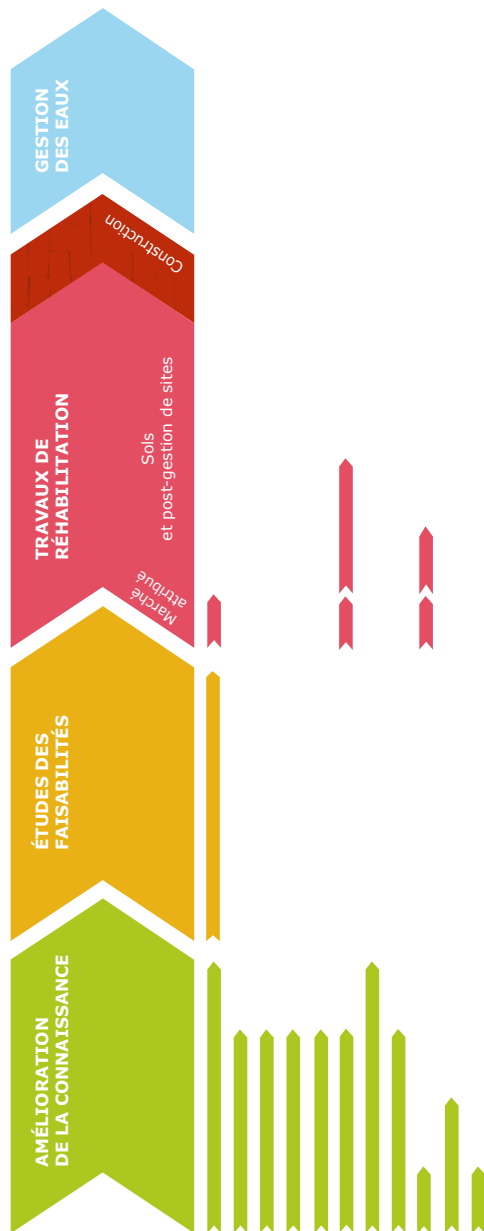 GESTION
DES EAUX
Construction
TRAVAUX DE
RÉHABILITATION
Sols
et post-gestion de sites
Marché
attribué
ÉTUDES DES
FAISABILITÉS
AMÉLIORATION
DE LA CONNAISSANCE